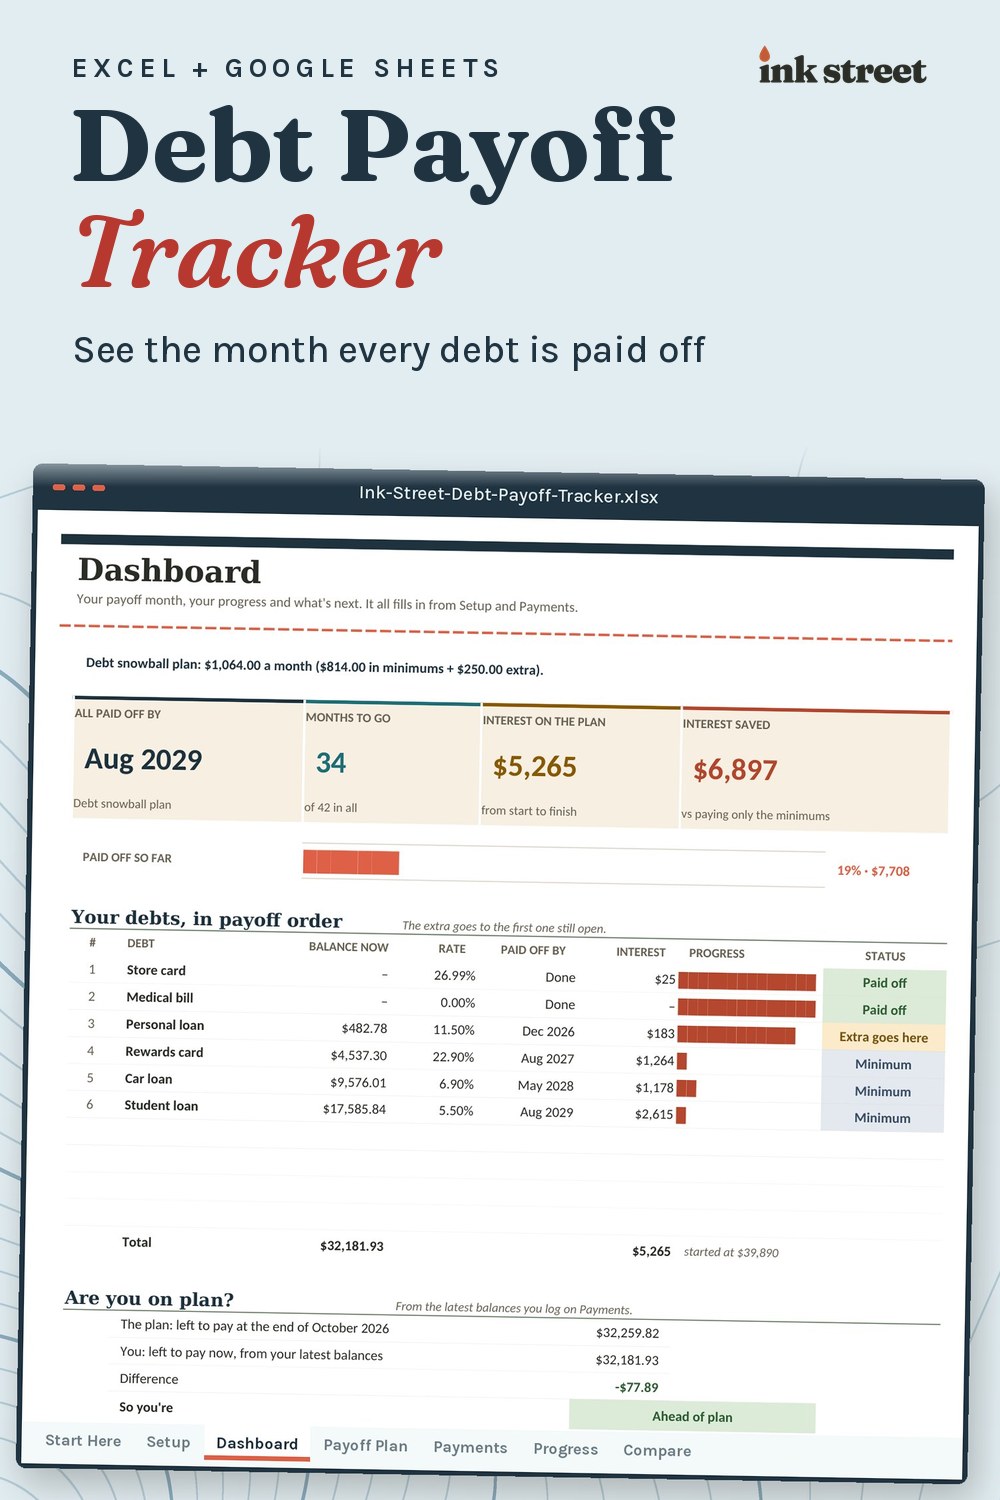 EXCEL + GOOGLE SHEETS
ink street
Debt Payoff
Tracker
See the month every debt is paid off
Ink-Street-Debt-Payoff-Tracker.xlsx
Dashboard
Your payoff month, your progress and what's next. It all fills in from Setup and Payments.
Debt snowball plan: $1,064.00 a month ($814.00 in minimums + $250.00 extra).
ALL PAID OFF BY MONTHS TO GO INTEREST ON THE PLAN INTEREST SAVED
Aug 2029 34 $5,265 $6,897
Debt snowball plan of 42 in all from start to finish vs paying only the minimums
PAID OFF SO FAR 19% · $7,708
Your debts, in payoff order The extra goes to the first one still open.
# DEBT BALANCE NOW RATE PAID OFF BY INTEREST PROGRESS STATUS
1 Store card – 26.99% Done $25 Paid off
2 Medical bill – 0.00% Done – Paid off
3 Personal loan $482.78 11.50% Dec 2026 $183 Extra goes here
4 Rewards card $4,537.30 22.90% Aug 2027 $1,264 Minimum
5 Car loan $9,576.01 6.90% May 2028 $1,178 Minimum
6 Student loan $17,585.84 5.50% Aug 2029 $2,615 Minimum
Total $32,181.93 $5,265 started at $39,890
Are you on plan? From the latest balances you log on Payments.
The plan: left to pay at the end of October 2026 $32,259.82
You: left to pay now, from your latest balances $32,181.93
Difference -$77.89
So you're Ahead of plan
Start Here Setup Dashboard Payoff Plan Payments Progress Compare